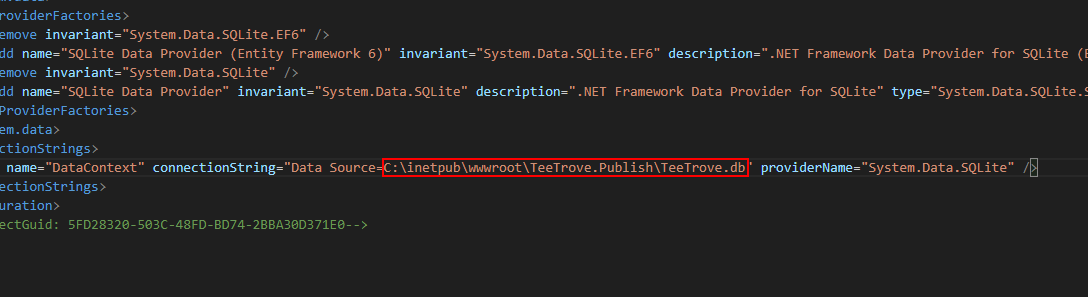 roviderFactories>
emove invariant="System.Data.SQLite.EF6" />
dd name="SQLite Data Provider (Entity Framework 6)" invariant="System.Data.SQLite.EF6" description=".NET Framework Data Provider for SQLite (E
emove invariant="System.Data.SQLite" />
dd name="SQLite Data Provider" invariant="System.Data.SQLite" description=".NET Framework Data Provider for SQLite" type="System.Data.SQLite.S
ProviderFactories>
em.data>
ectionStrings>
name="DataContext" connectionString="Data Source=C:\inetpub\wwwroot\TeeTrove.Publish\TeeTrove.db" providerName="System.Data.SQLite" />
ectionStrings>
uration>
ectGuid: 5FD28320-503C-48FD-BD74-2BBA30D371E0-->